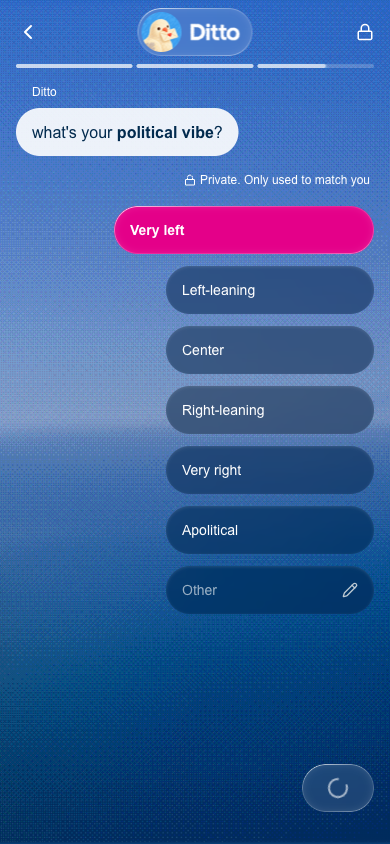 Ditto
Ditto
what's your political vibe?
Private. Only used to match you
Very left
Left-leaning
Center
Right-leaning
Very right
Apolitical
Other